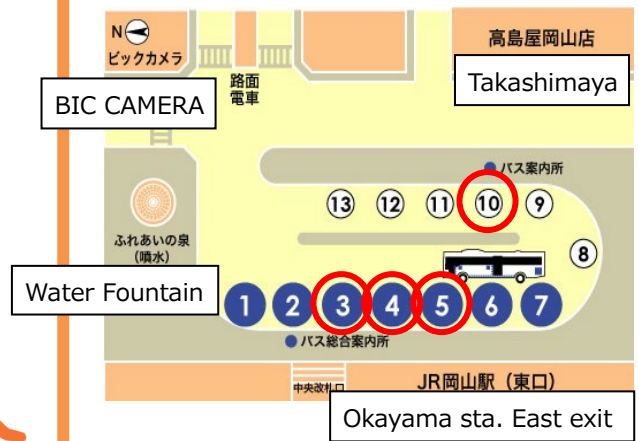 N
ビックカメラ
BIC CAMERA
路面
電車
高島屋岡山店
Takashimaya
バス案内所
13 12 11 10 9
8
ふれあいの泉
(噴水)
Water Fountain
1 2 3 4 5 6 7
バス総合案内所
中央改札口
JR岡山駅（東口）
Okayama sta. East exit